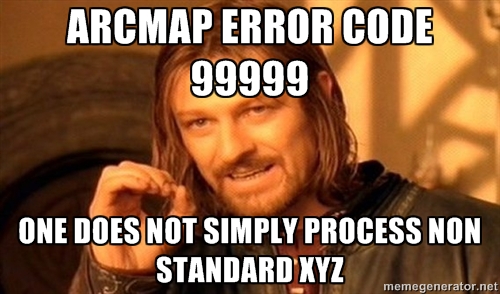 ARCMAP ERROR CODE
99999
ONE DOES NOT SIMPLY PROCESS NON
STANDARD XYZ
memegenerator.net